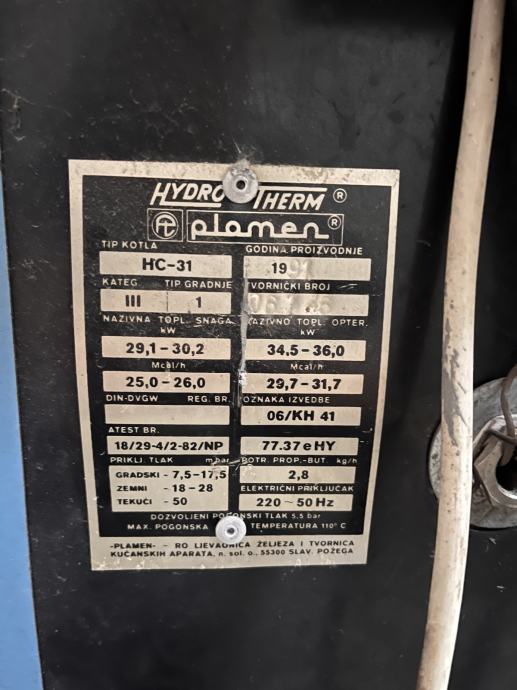 HYDRO THERM ®
plamen ®
TIP KOTLA GODINA PROIZVODNJE
HC-31 1991
KATEG. TIP GRADNJE TVORNIČKI BROJ
III 1
NAZIVNA TOPL. SNAGA NAZIVNO TOPL. OPTER.
kW kW
29,1-30,2 34.5-36,0
Mcal/h Mcal/h
25,0-26,0 29,7-31,7
DIN-DVGW REG. BR. OZNAKA IZVEDBE
06/KH 41
ATEST BR.
18/29-4/2-82/NP 77.37 e HY
PRIKLJ. TLAK mbar POTR. PROP.-BUT. kg/h
GRADSKI - 7,5-17,5 2,8
ZEMNI - 18-28 ELEKTRIČNI PRIKLJUČAK
TEKUĆI - 50 220 ~ 50 Hz
DOZVOLJENI POGONSKI TLAK 5,5 bar
MAX. POGONSKA TEMPERATURA 110° C
-PLAMEN- RO LJEVAONICA ŽELJEZA I TVORNICA
KUĆANSKIH APARATA, n. sol. o., 55300 SLAV. POŽEGA